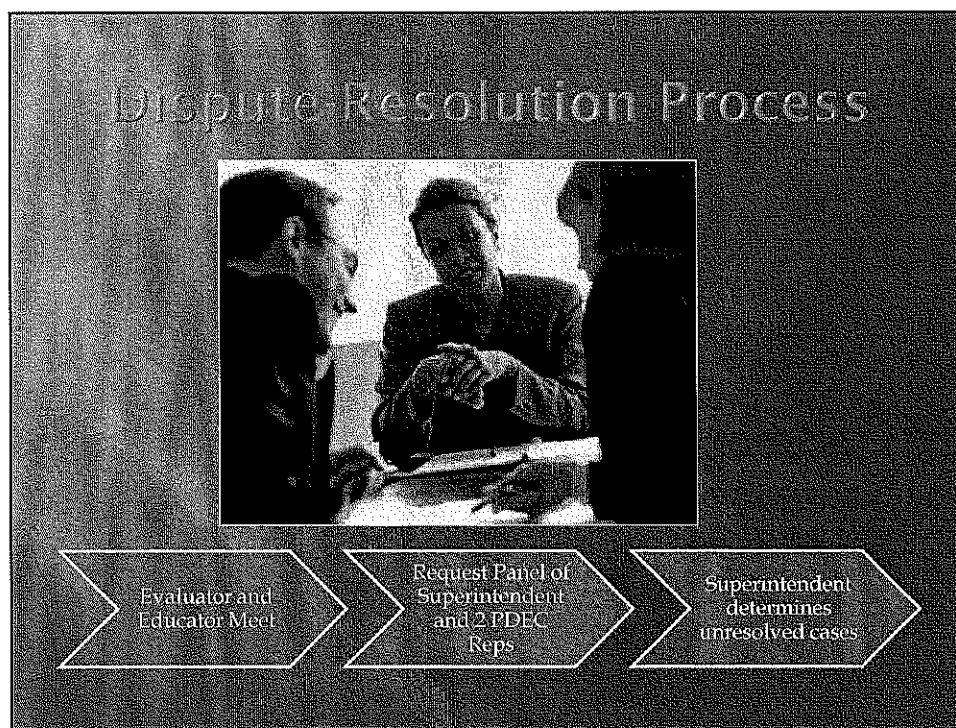 Dispute-Resolution Process
Evaluator and
Educator Meet
Request Panel of
Superintendent
and 2 PDEC
Reps
Superintendent
determines
unresolved cases